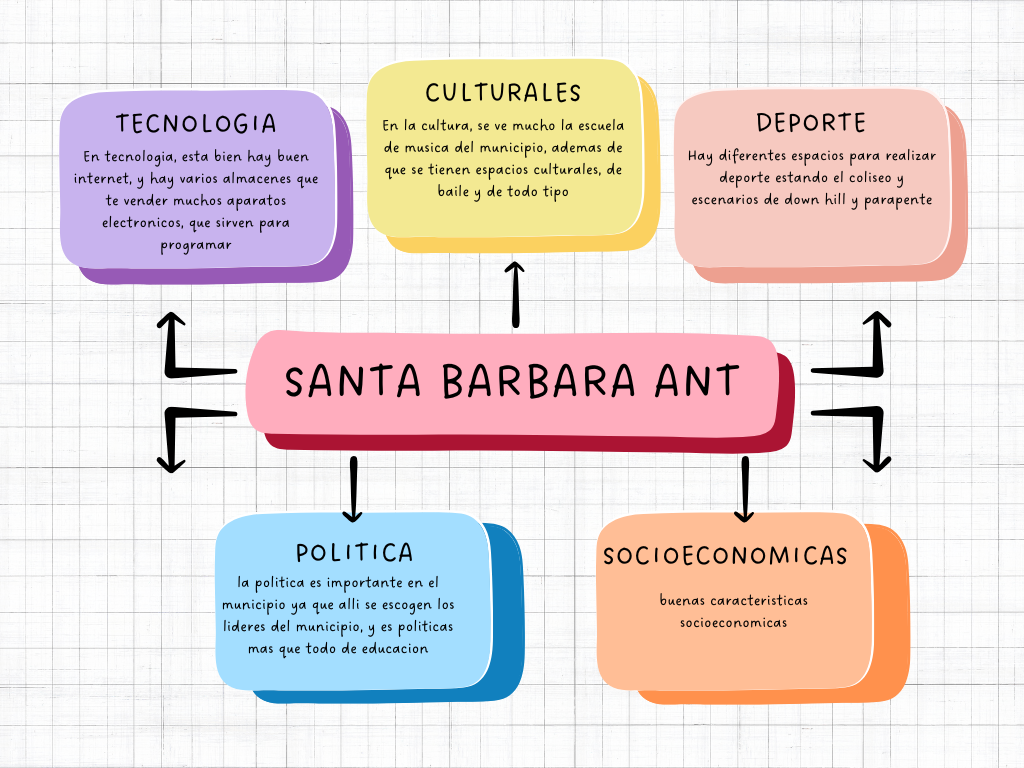 TECNOLOGIA
En tecnologia, esta bien hay buen
internet, y hay varios almacenes que
te vender muchos aparatos
electronicos, que sirven para
programar
CULTURALES
En la cultura, se ve mucho la escuela
de musica del municipio, ademas de
que se tienen espacios culturales, de
baile y de todo tipo
DEPORTE
Hay diferentes espacios para realizar
deporte estando el coliseo y
escenarios de down hill y parapente
SANTA BARBARA ANT
POLITICA
la politica es importante en el
municipio ya que alli se escogen los
lideres del municipio, y es politicas
mas que todo de educacion
SOCIOECONOMICAS
buenas caracteristicas
socioeconomicas